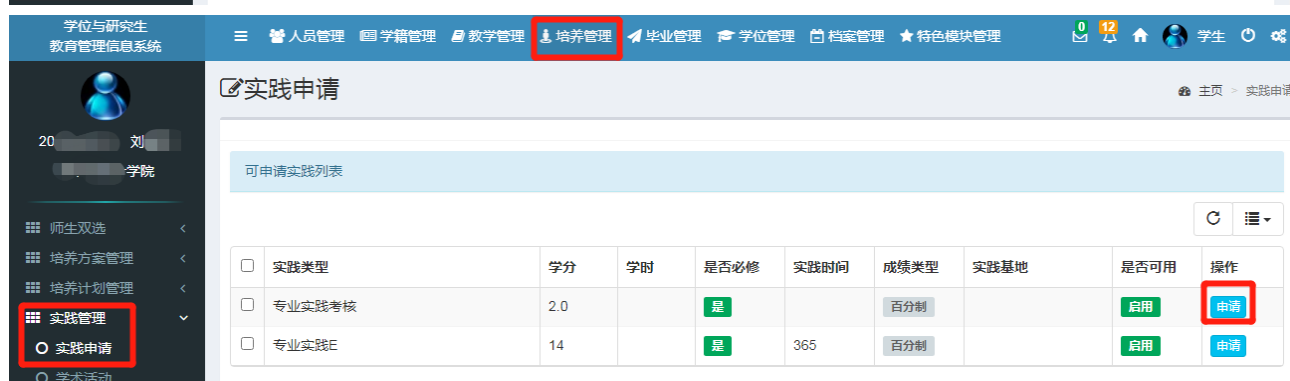 学位与研究生
教育管理信息系统
人员管理 学籍管理 教学管理 培养管理 毕业管理 学位管理 档案管理 特色模块管理 0 12 学生
实践申请
主页 > 实践申请
20 刘
学院
可申请实践列表
师生双选
培养方案管理
培养计划管理
实践管理
实践申请
学术活动
实践类型 学分 学时 是否必修 实践时间 成绩类型 实践基地 是否可用 操作
专业实践考核 2.0 是 百分制 启用 申请
专业实践E 14 是 365 百分制 启用 申请